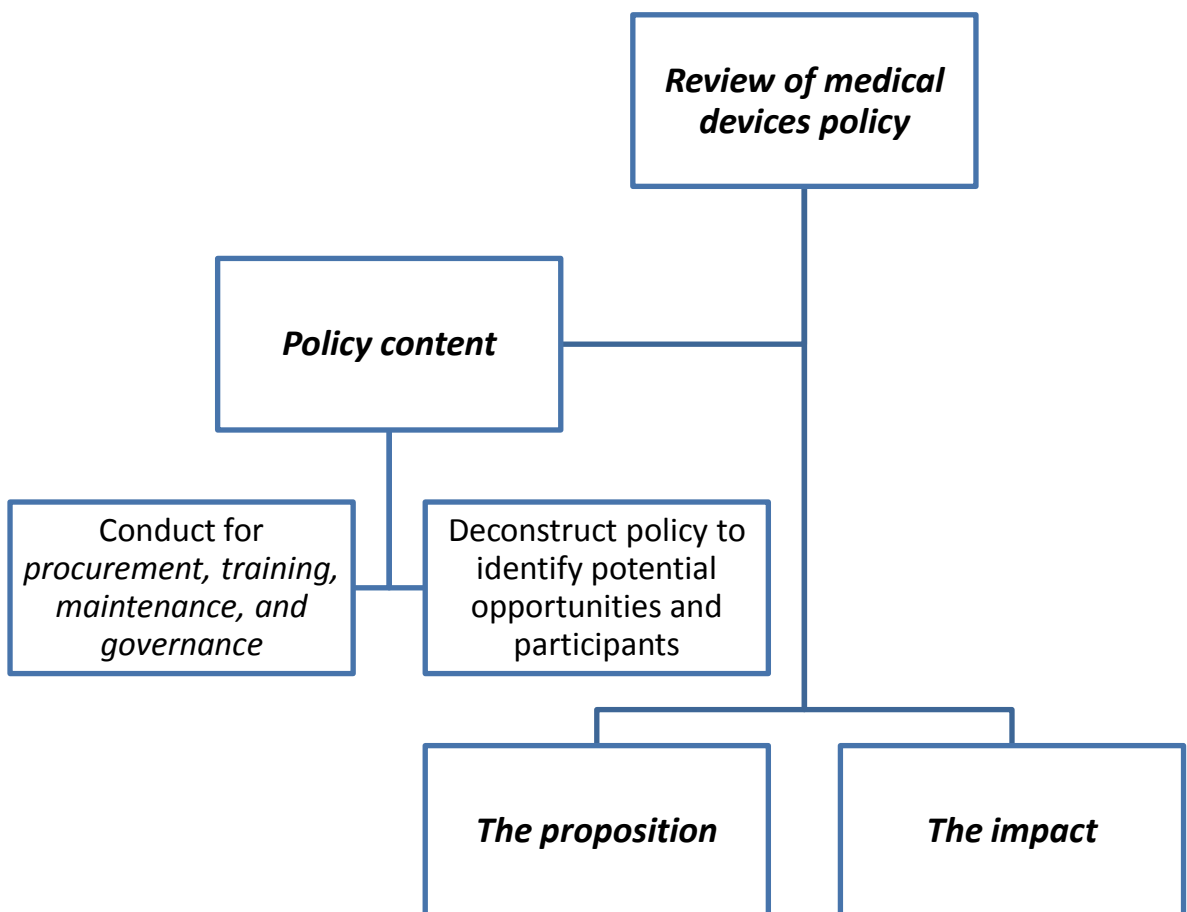 Review of medical
devices policy
Policy content
Conduct for
procurement, training,
maintenance, and
governance
Deconstruct policy to
identify potential
opportunities and
participants
The proposition
The impact